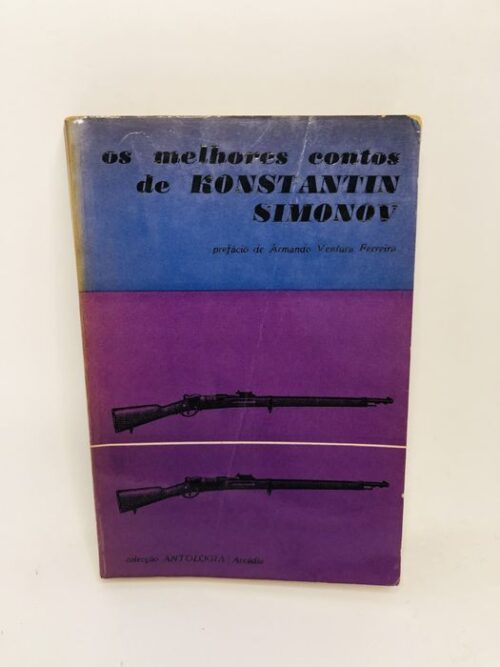 os melhores contos
de KONSTANTIN
SIMONOV
prefácio de Armando Ventura Ferreira
colecção ANTOLOGIA / Arcádia